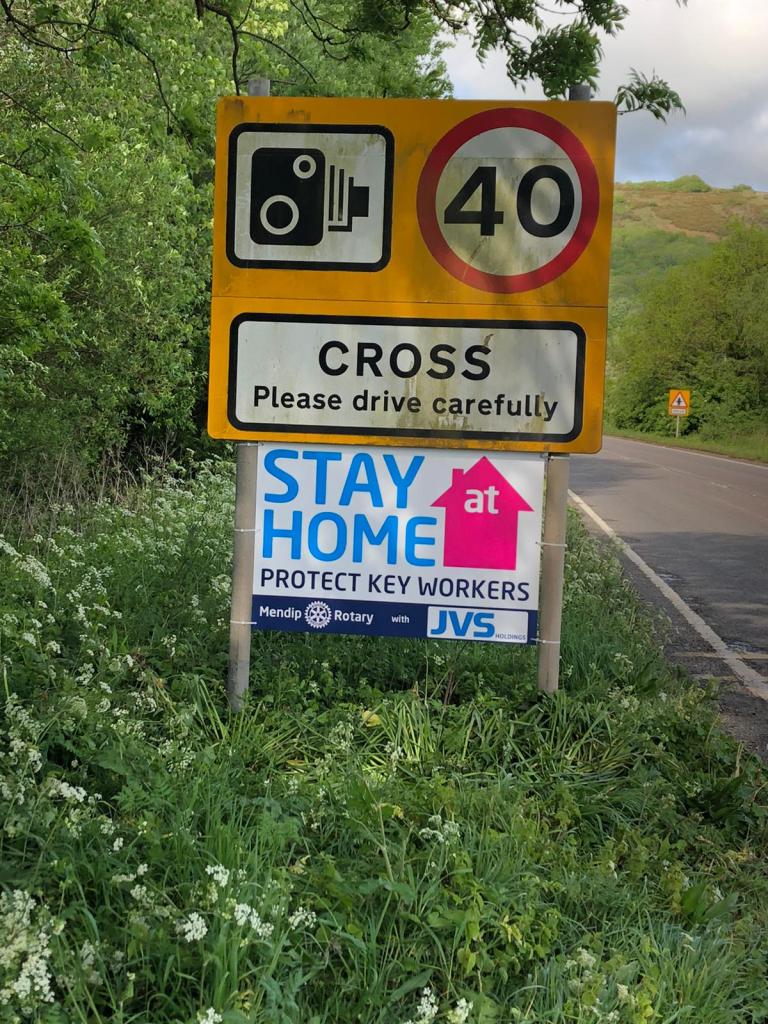 40
CROSS
Please drive carefully
STAY at
HOME
PROTECT KEY WORKERS
Mendip Rotary with JVS HOLDINGS